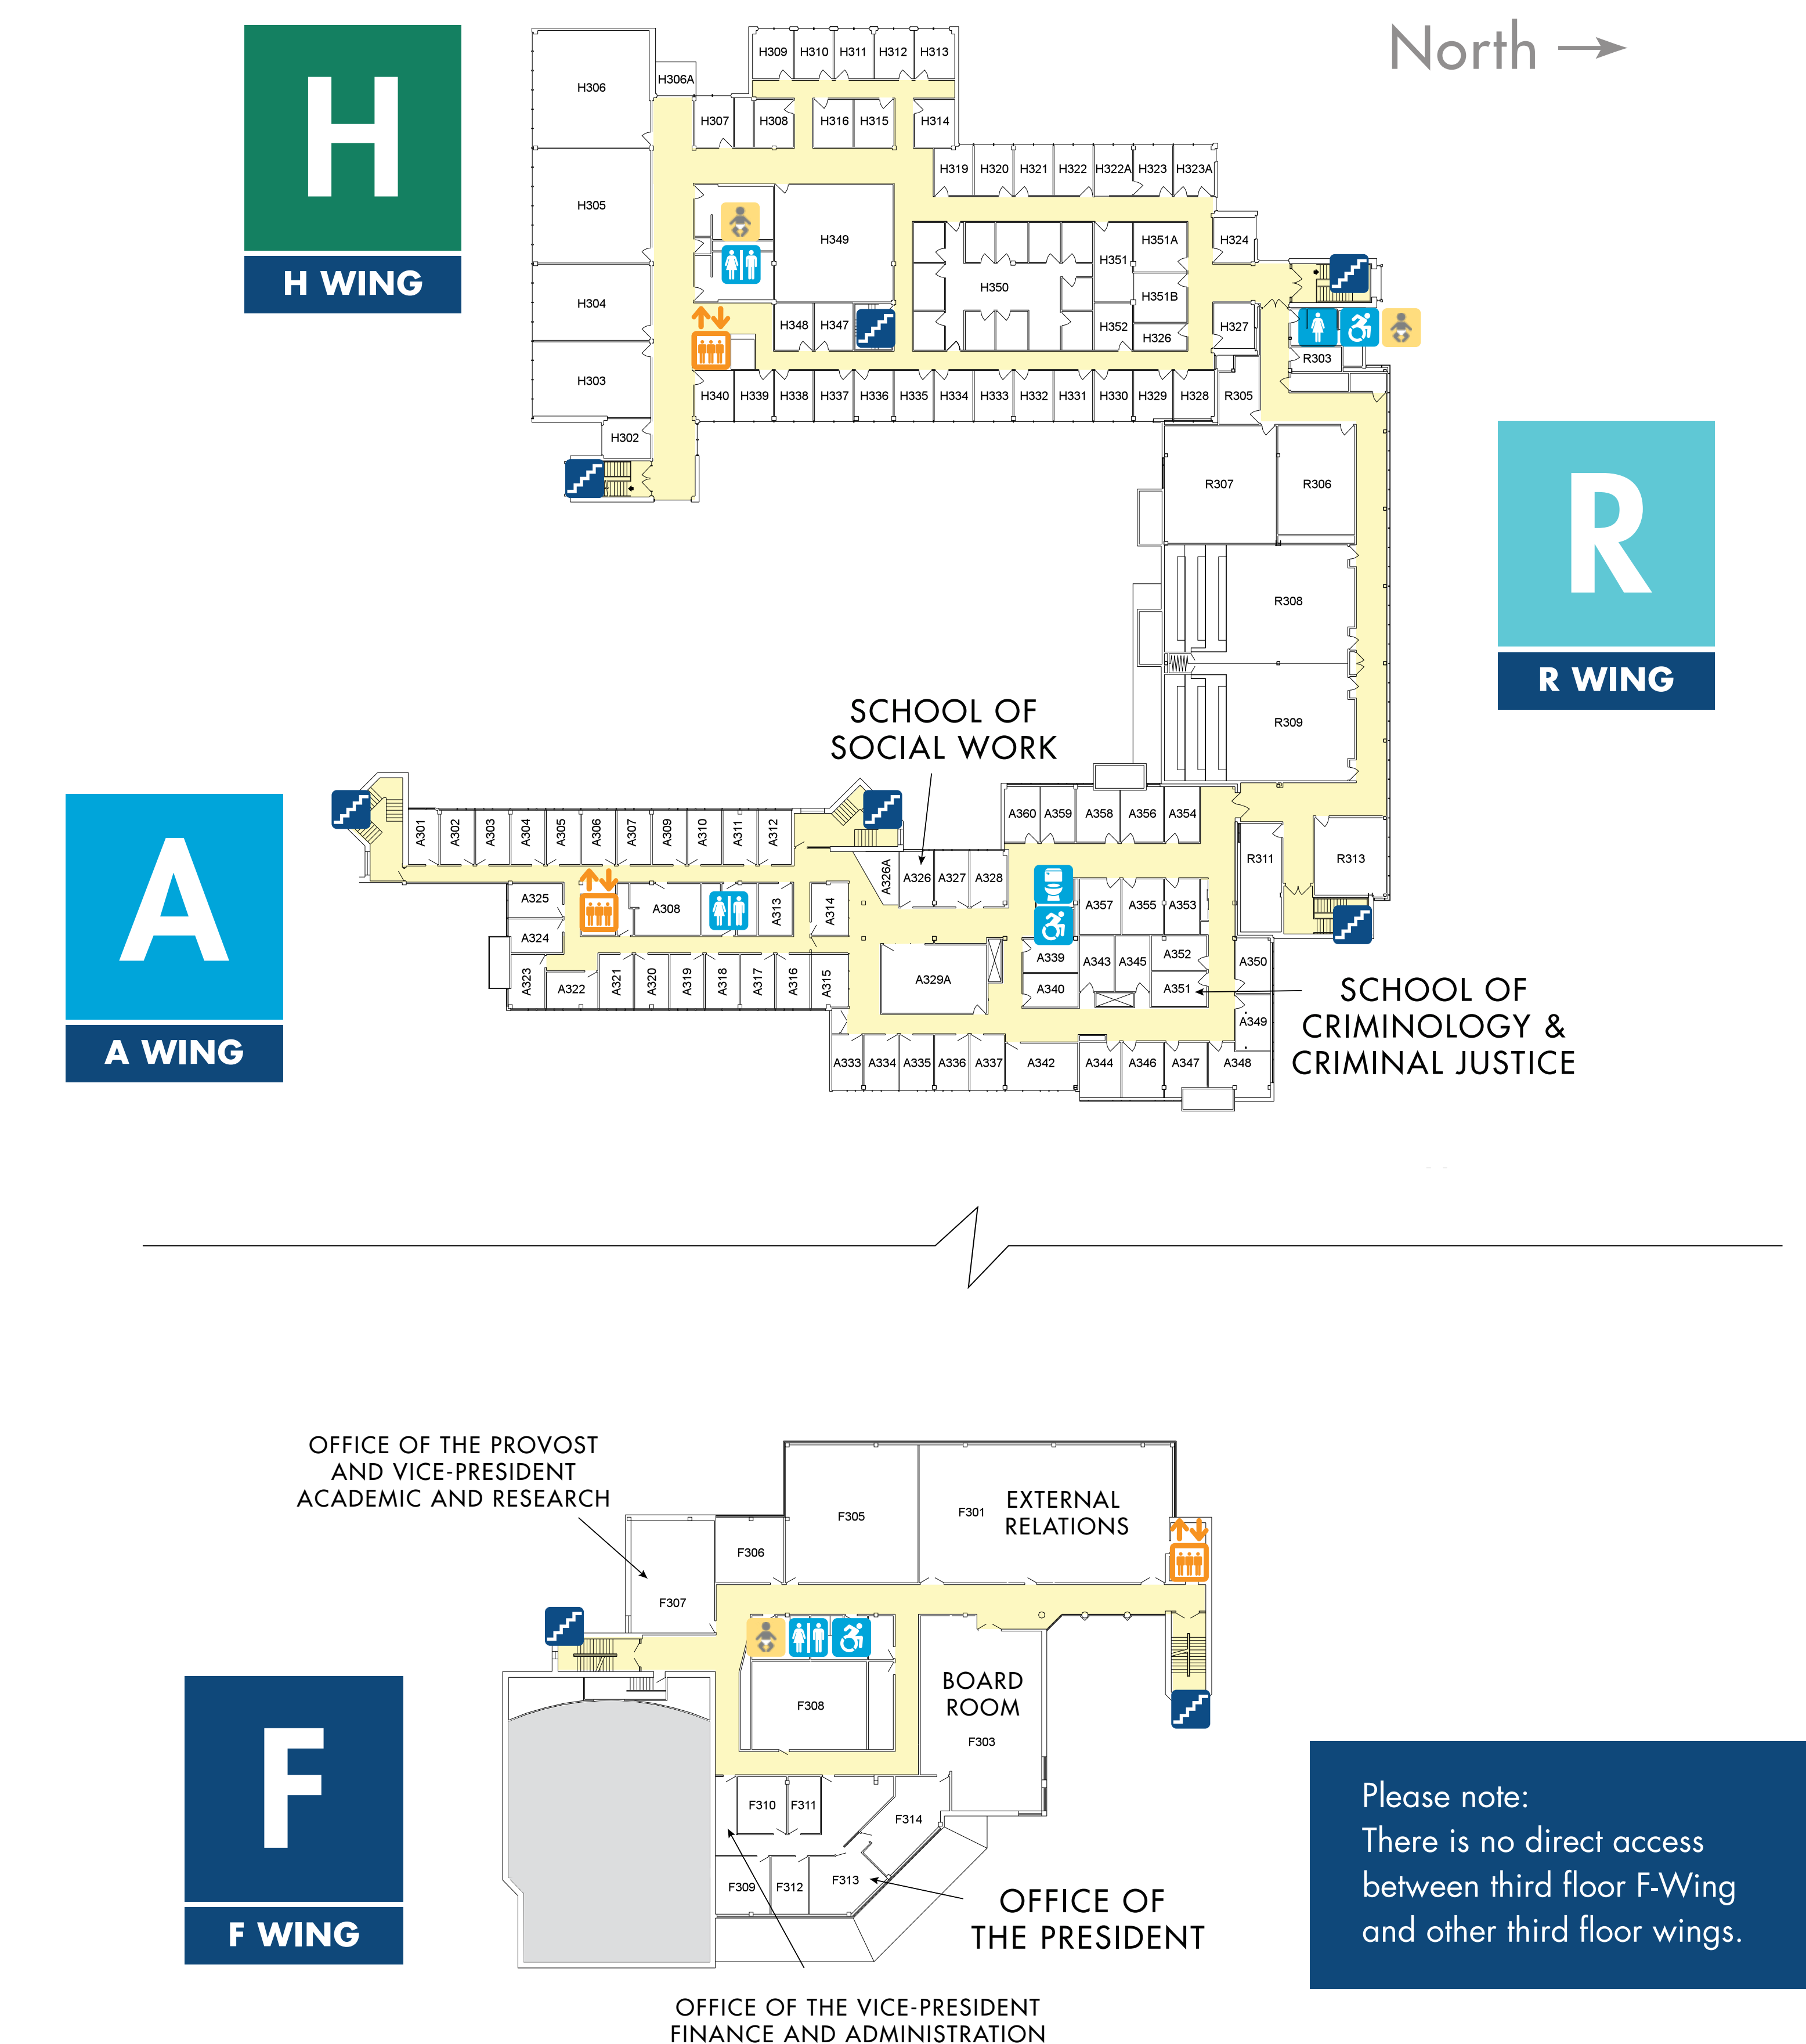 North
H
H WING
H306
H306A
H309 H310 H311 H312 H313
H307 H308 H316 H315 H314
H319 H320 H321 H322 H322A H323 H323A
H305
H349
H351A
H324
H351
H304
H350
H351B
H348 H347
H352
H326
H327
R303
H303
H340 H339 H338 H337 H336 H335 H334 H333 H332 H331 H330 H329 H328 R305
H302
R307 R306
R
R WING
R308
R309
SCHOOL OF
SOCIAL WORK
A
A WING
A301 A302 A303 A304 A305 A306 A307 A309 A310 A311 A312
A360 A359 A358 A356 A354
R311 R313
A326A A326 A327 A328
A325
A308 A313 A314
A357 A355 A353
A324
A323 A322 A321 A320 A319 A318 A317 A316 A315
A329A
A339
A340
A343 A345
A352
A351
A350
A349
SCHOOL OF
CRIMINOLOGY &
CRIMINAL JUSTICE
A333 A334 A335 A336 A337 A342 A344 A346 A347 A348
OFFICE OF THE PROVOST
AND VICE-PRESIDENT
ACADEMIC AND RESEARCH
F305
F301
EXTERNAL
RELATIONS
F306
F307
F308
BOARD
ROOM
F303
F
F WING
F310 F311
F314
F309 F312 F313
OFFICE OF
THE PRESIDENT
OFFICE OF THE VICE-PRESIDENT
FINANCE AND ADMINISTRATION
Please note:
There is no direct access
between third floor F-Wing
and other third floor wings.